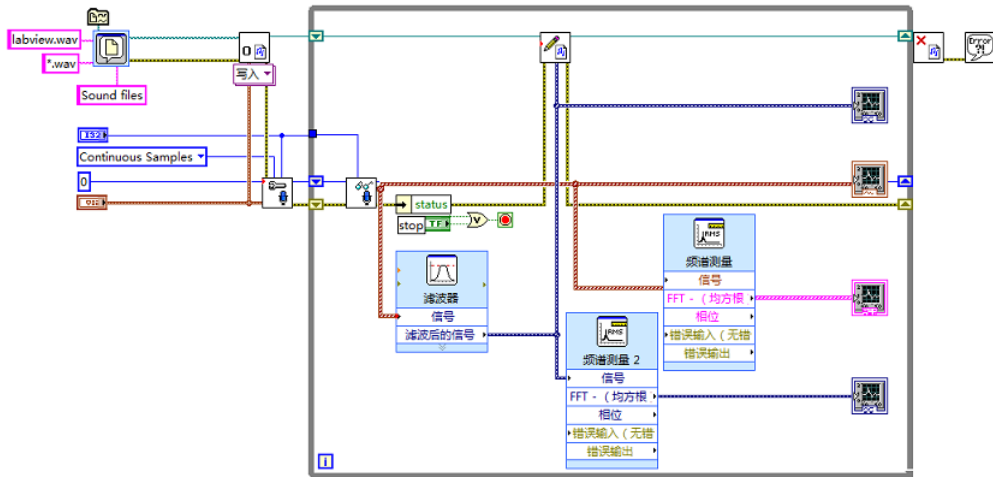 labview.wav
*.wav
Sound files
写入
Error
I32
Continuous Samples
0
status
stop
TF
V
滤波器
信号
滤波后的信号
RMS
频谱测量
信号
FFT - （均方根
相位
错误输入（无错
错误输出
RMS
频谱测量 2
信号
FFT - （均方根
相位
错误输入（无错
错误输出
i